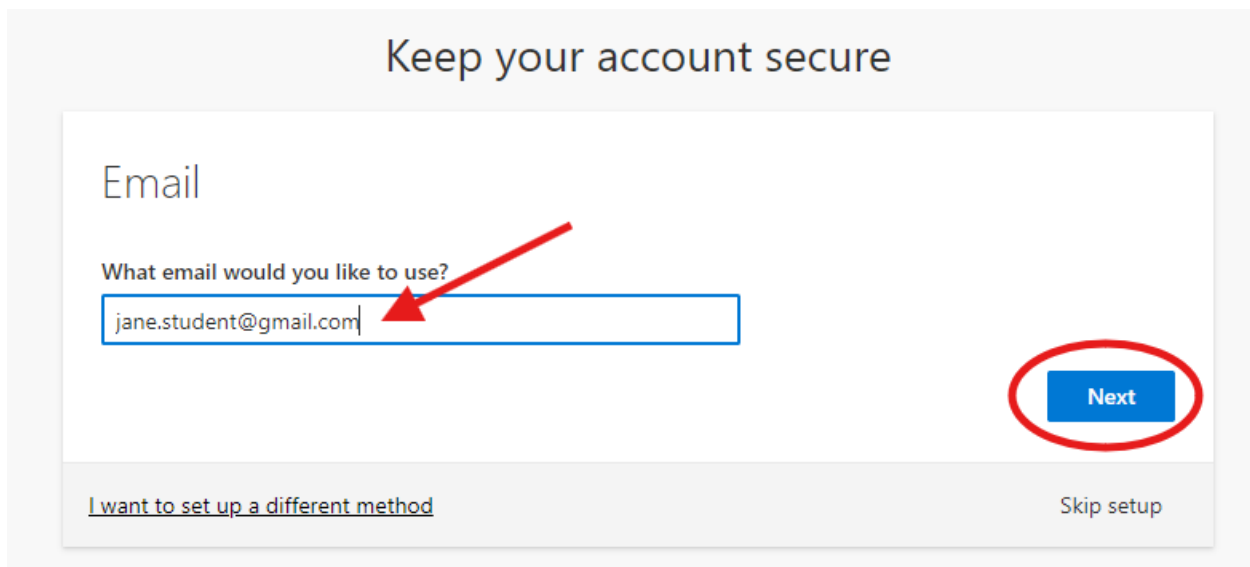 Keep your account secure
Email
What email would you like to use?
jane.student@gmail.com
Next
I want to set up a different method
Skip setup